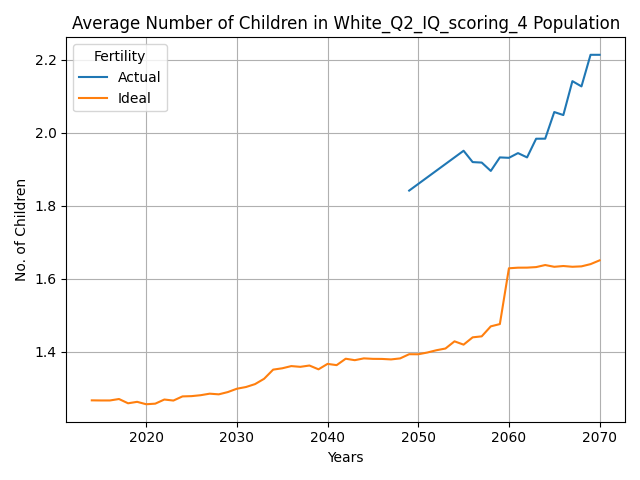 Average Number of Children in White_Q2_IQ_scoring_4 Population
Fertility
Actual
Ideal
2.2
2.0
1.8
1.6
1.4
No. of Children
2020 2030 2040 2050 2060 2070
Years